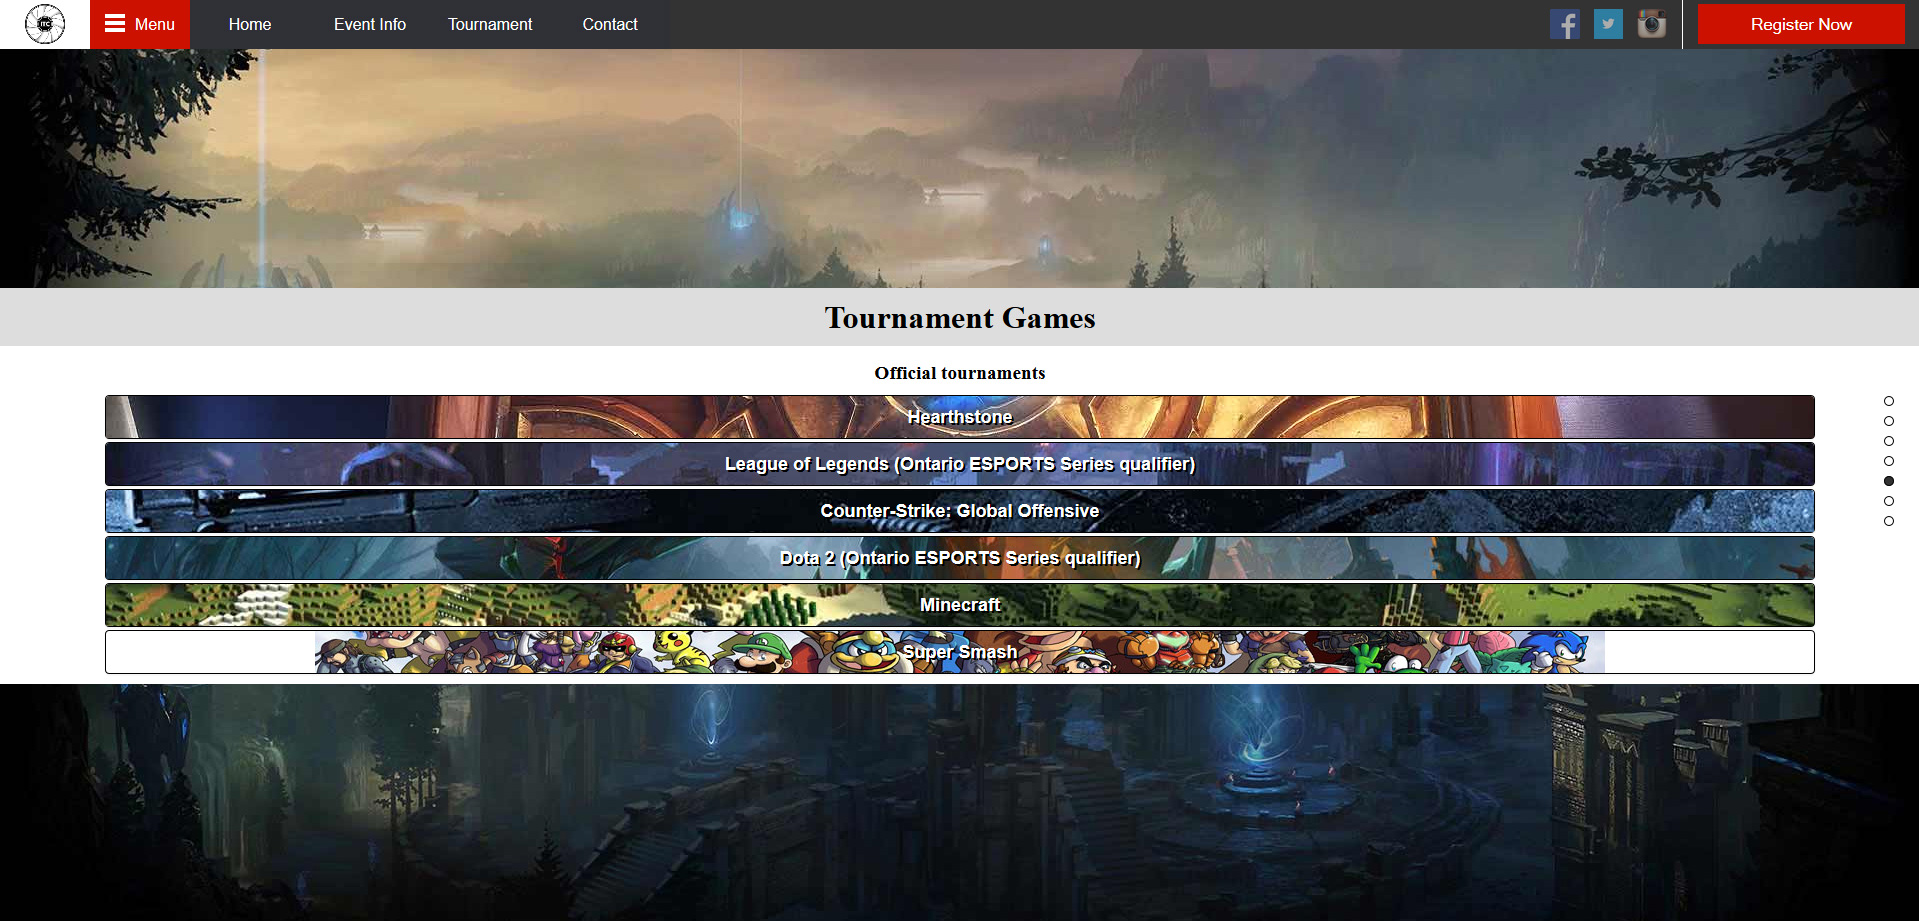 ITC
Menu
Home
Event Info
Tournament
Contact
Register Now
Tournament Games
Official tournaments
Hearthstone
League of Legends (Ontario ESPORTS Series qualifier)
Counter-Strike: Global Offensive
Dota 2 (Ontario ESPORTS Series qualifier)
Minecraft
Super Smash